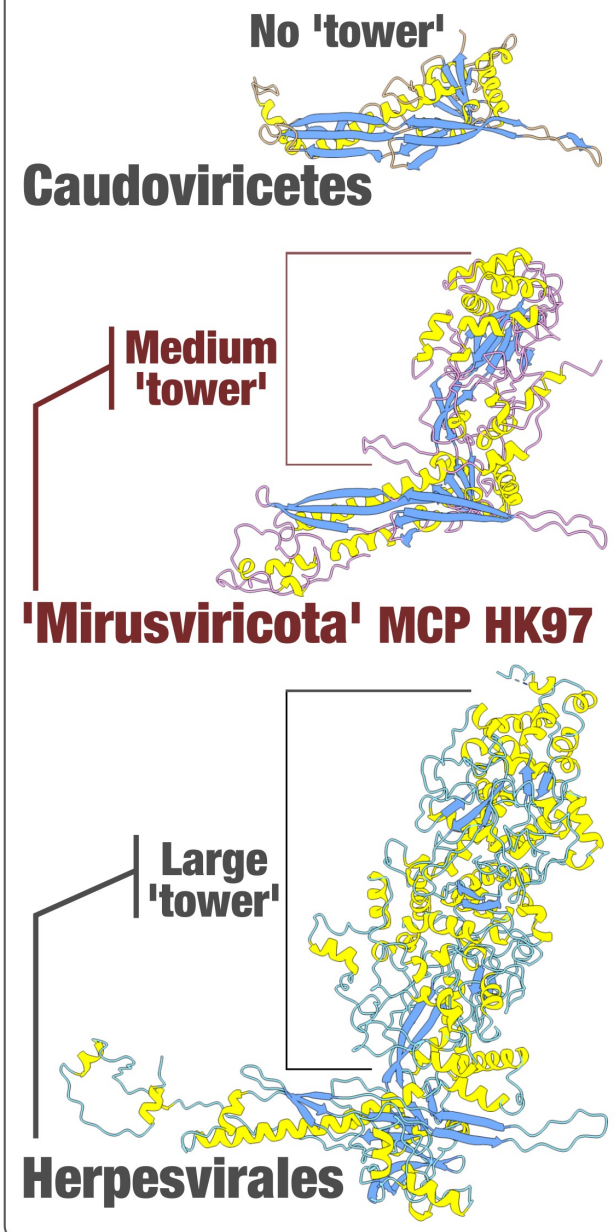 No 'tower'
Caudoviricetes
Medium
'tower'
'Mirusviricota' MCP HK97
Large
'tower'
Herpesvirales